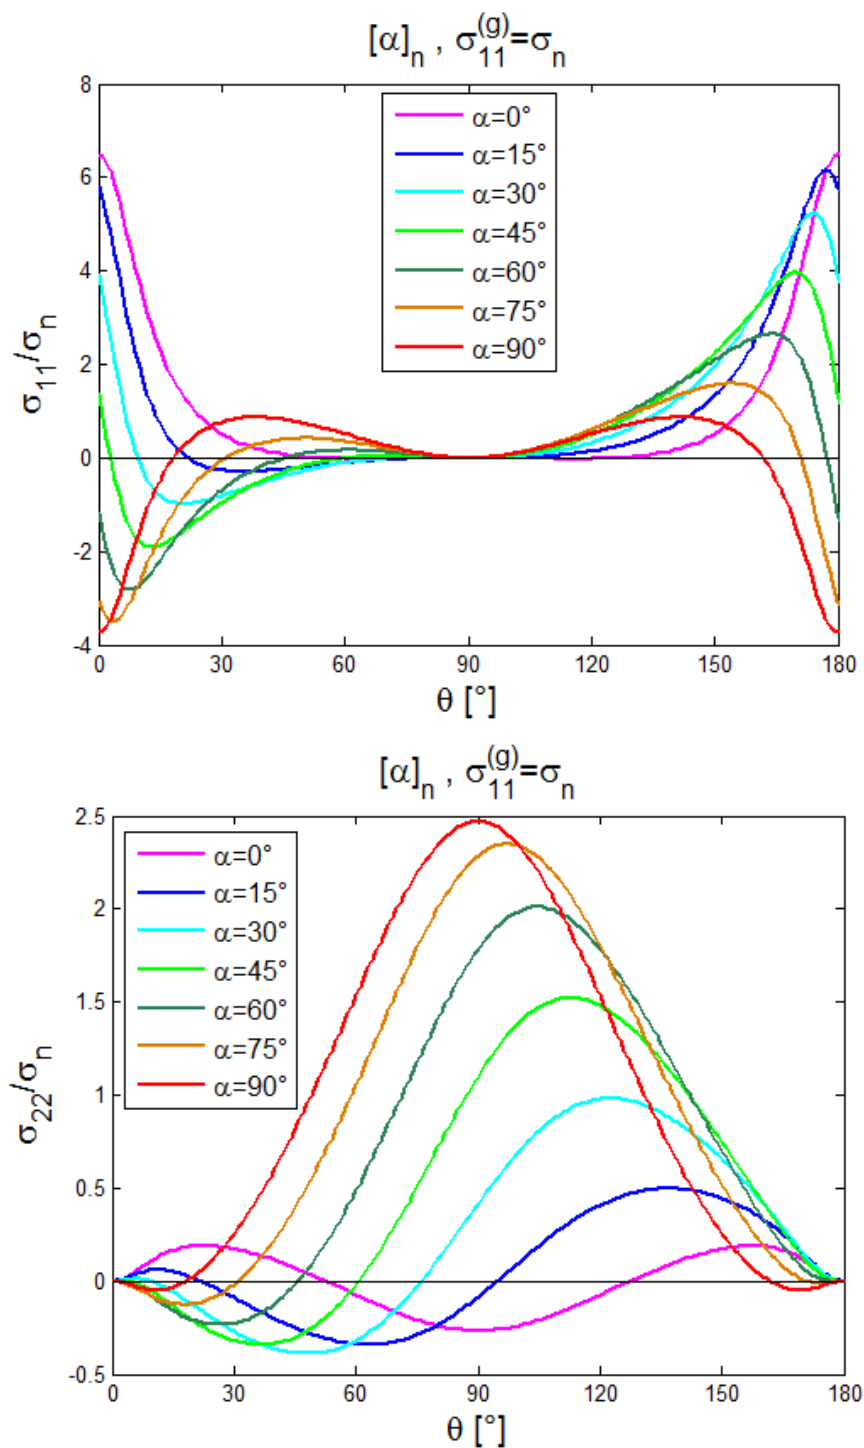 [α]n , σ11(g)=σn
8
6
4
2
0
-2
-4
σ11/σn
α=0°
α=15°
α=30°
α=45°
α=60°
α=75°
α=90°
0 30 60 90 120 150 180
θ [°]
[α]n , σ11(g)=σn
2.5
2
1.5
1
0.5
0
-0.5
σ22/σn
α=0°
α=15°
α=30°
α=45°
α=60°
α=75°
α=90°
0 30 60 90 120 150 180
θ [°]